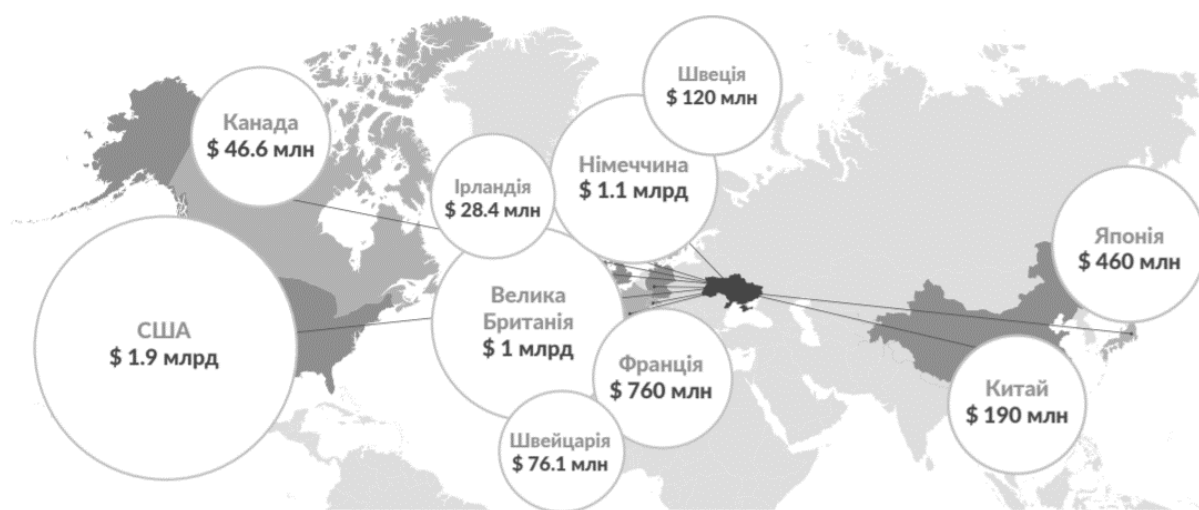 Швеція
$ 120 млн
Канада
$ 46.6 млн
Німеччина
$ 1.1 млрд
Ірландія
$ 28.4 млн
Японія
$ 460 млн
Велика
Британія
$ 1 млрд
США
$ 1.9 млрд
Франція
$ 760 млн
Китай
$ 190 млн
Швейцарія
$ 76.1 млн